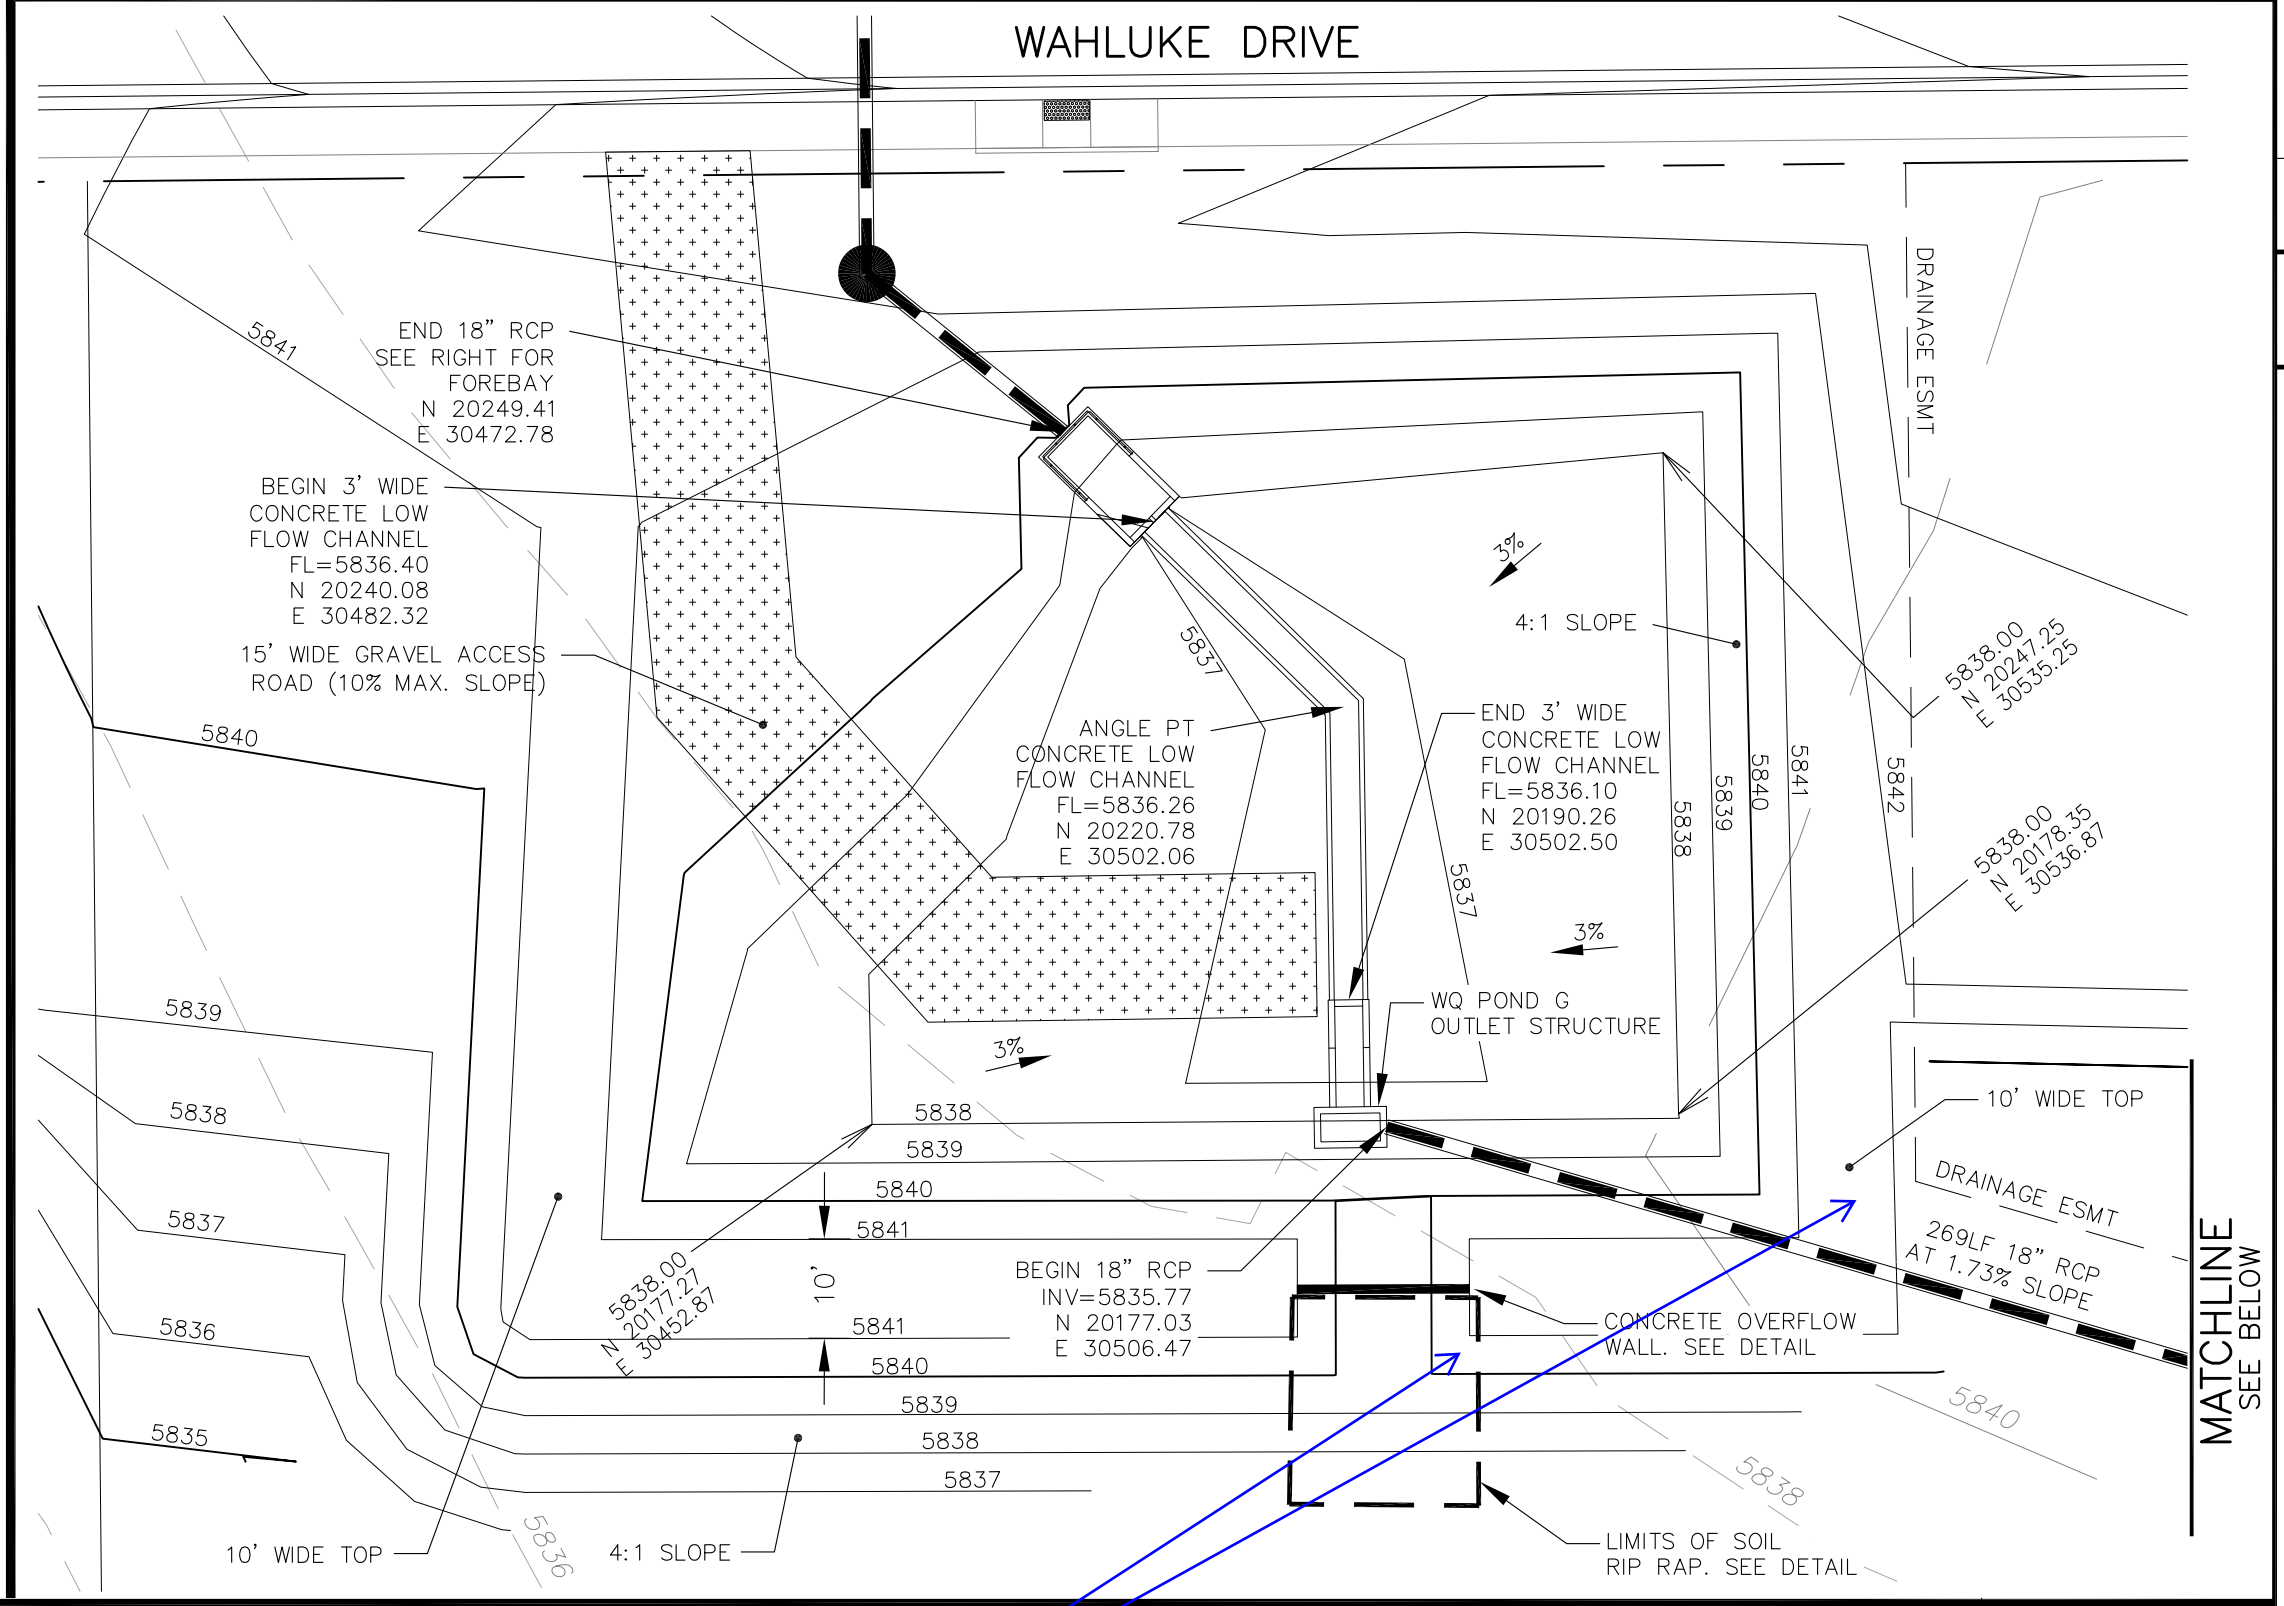 WAHLUKE DRIVE
DRAINAGE ESMT
5841
END 18" RCP
SEE RIGHT FOR
FOREBAY
N 20249.41
E 30472.78
BEGIN 3' WIDE
CONCRETE LOW
FLOW CHANNEL
FL=5836.40
N 20240.08
E 30482.32
15' WIDE GRAVEL ACCESS
ROAD (10% MAX. SLOPE)
3%
4:1 SLOPE
5837
5838.00
N 20247.25
E 30535.25
ANGLE PT
CONCRETE LOW
FLOW CHANNEL
FL=5836.26
N 20220.78
E 30502.06
END 3' WIDE
CONCRETE LOW
FLOW CHANNEL
FL=5836.10
N 20190.26
E 30502.50
5840
5838
5839
5840
5841
5842
5838.00
N 20178.35
E 30536.87
5837
3%
WQ POND G
OUTLET STRUCTURE
5839
3%
10' WIDE TOP
5838
5838
5839
5840
5837
5841
DRAINAGE ESMT
269LF 18" RCP
AT 1.73% SLOPE
MATCHLINE
SEE BELOW
5838.00
N 20177.27
E 30452.87
10'
BEGIN 18" RCP
INV=5835.77
N 20177.03
E 30506.47
CONCRETE OVERFLOW
WALL. SEE DETAIL
5836
5841
5840
5839
5840
5835
5838
5837
5838
5836
10' WIDE TOP
4:1 SLOPE
LIMITS OF SOIL
RIP RAP. SEE DETAIL